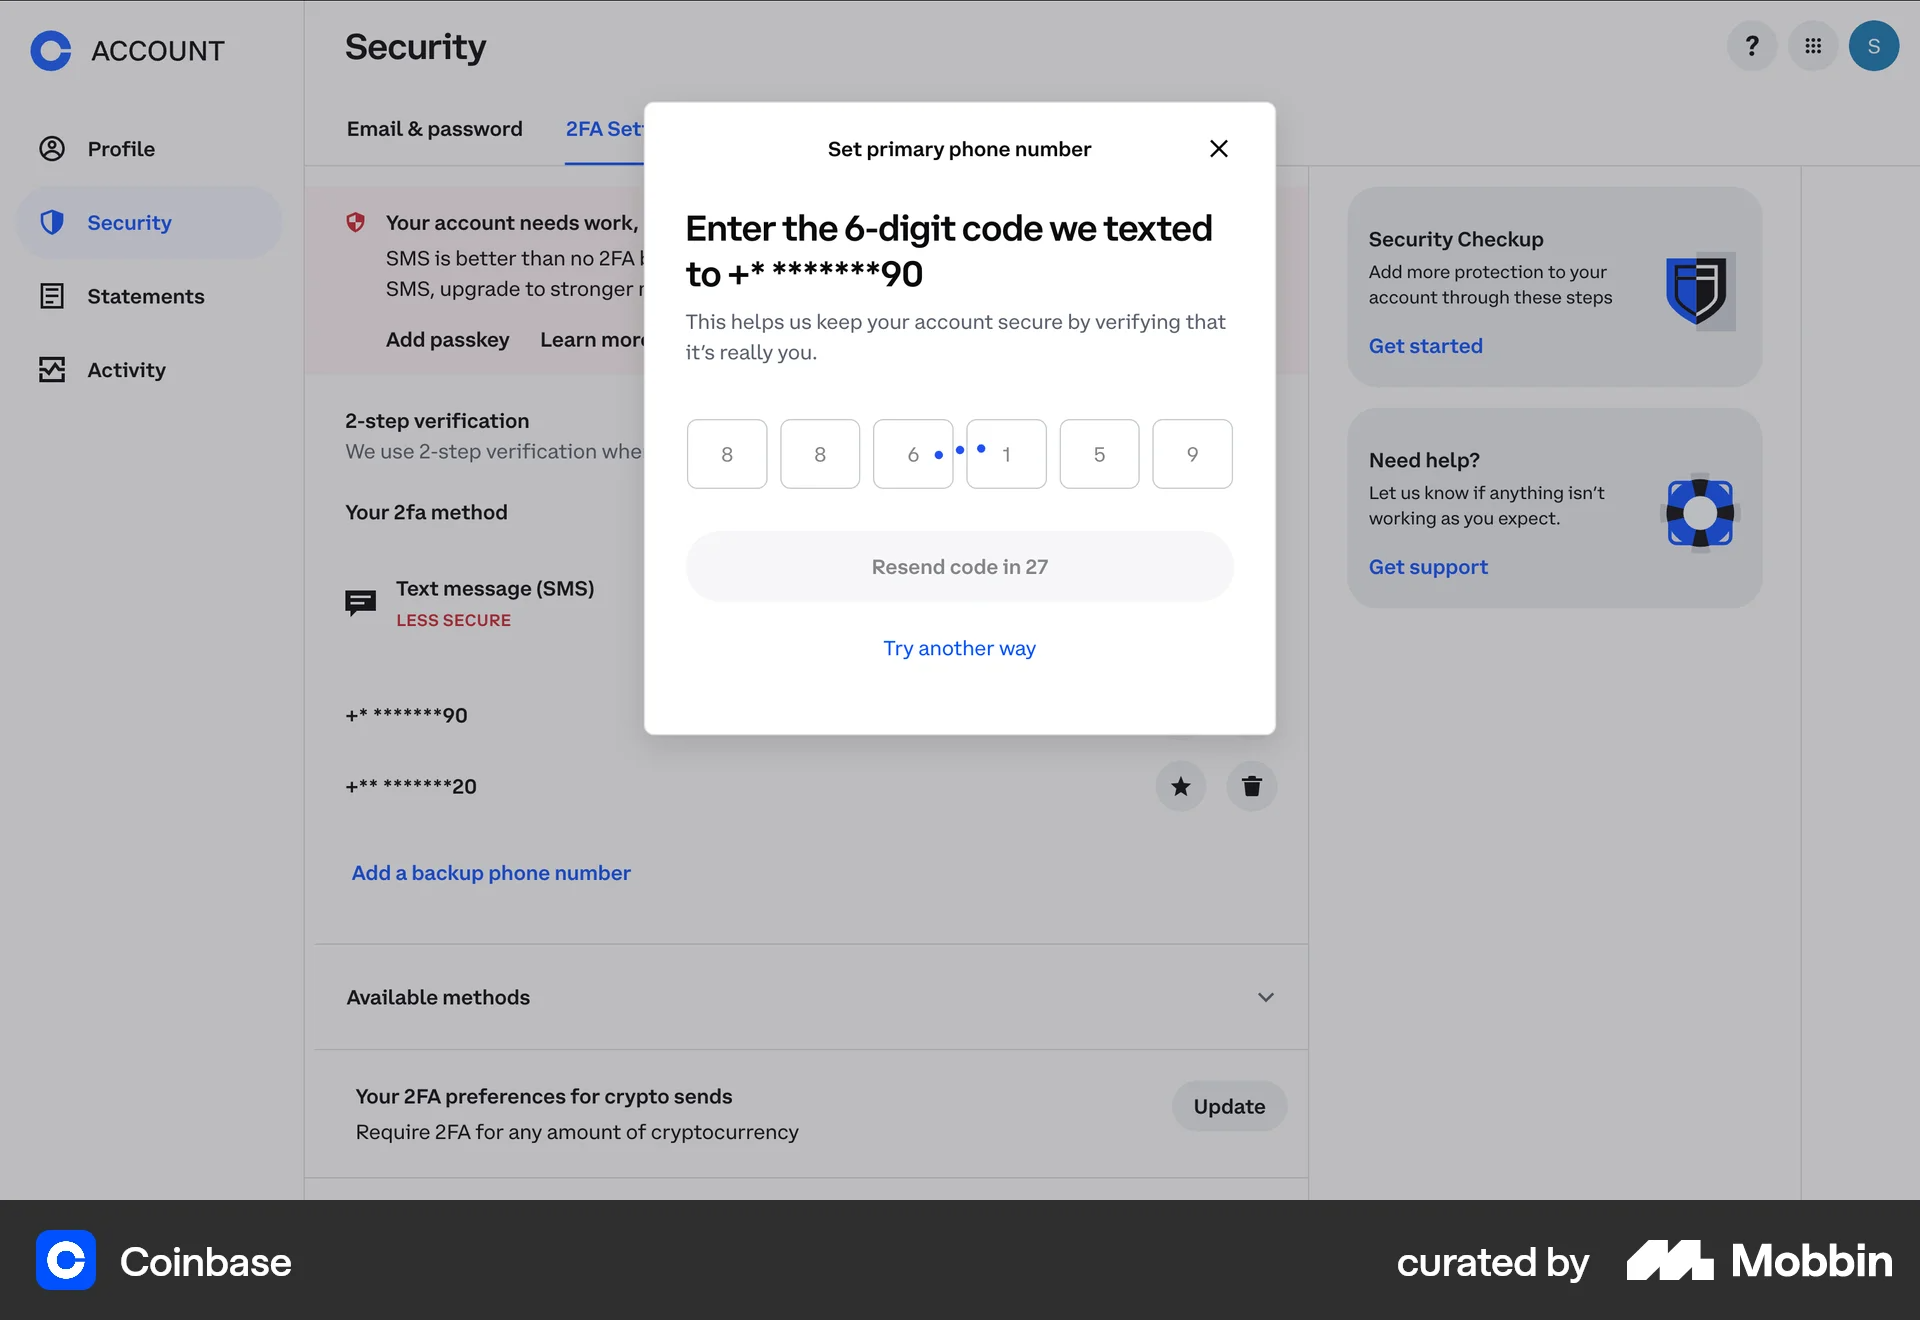 ACCOUNT
Profile
Security
Statements
Activity
Security
?
S
Email & password
2FA Set
Your account needs work,
SMS is better than no 2FA
SMS, upgrade to stronger
Add passkey
Learn more
2-step verification
We use 2-step verification whe
Your 2fa method
Text message (SMS)
LESS SECURE
+* *******90
+** *******20
Add a backup phone number
Available methods
Your 2FA preferences for crypto sends
Require 2FA for any amount of cryptocurrency
Update
Set primary phone number
Enter the 6-digit code we texted
to +* *******90
This helps us keep your account secure by verifying that
it’s really you.
8 8 6 1 5 9
Resend code in 27
Try another way
Security Checkup
Add more protection to your
account through these steps
Get started
Need help?
Let us know if anything isn’t
working as you expect.
Get support
Coinbase
curated by Mobbin